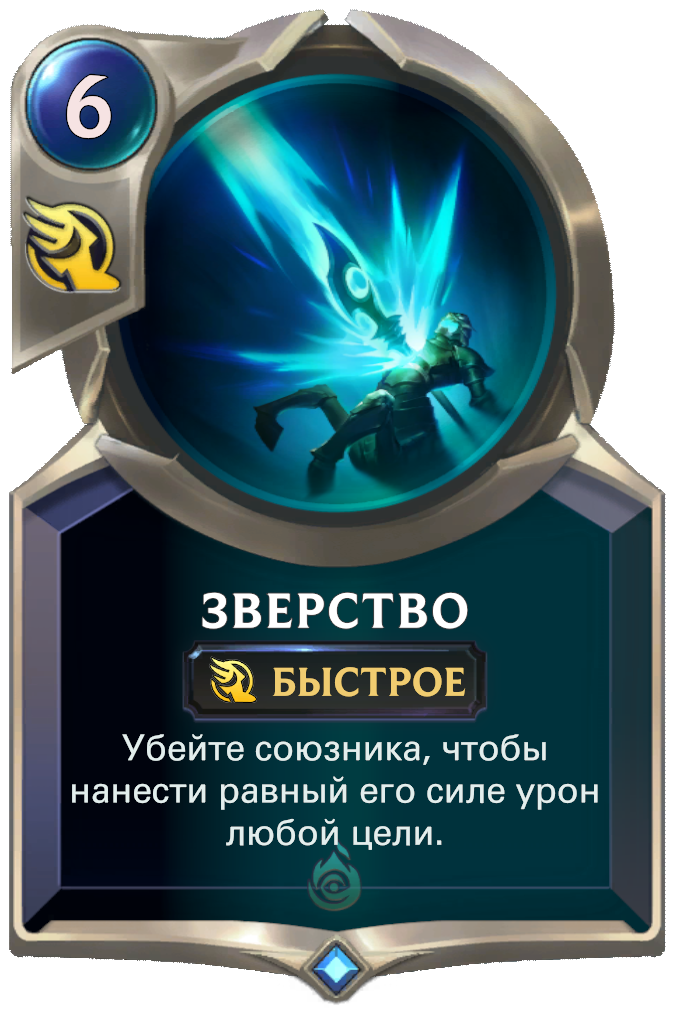 6
ЗВЕРСТВО
БЫСТРОЕ
Убейте союзника, чтобы
нанести равный его силе урон
любой цели.